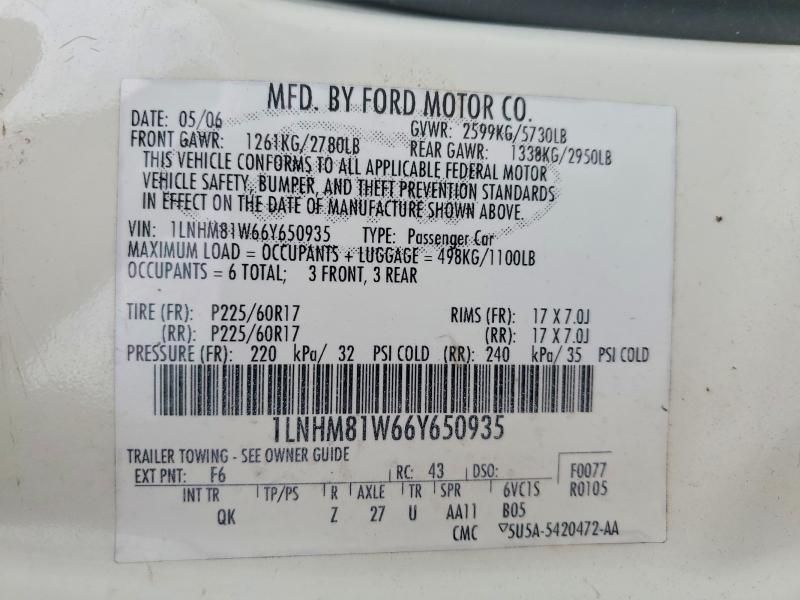 MFD. BY FORD MOTOR CO.
DATE: 05/06 GVWR: 2599KG/5730LB
FRONT GAWR: 1261KG/2780LB REAR GAWR: 1338KG/2950LB
THIS VEHICLE CONFORMS TO ALL APPLICABLE FEDERAL MOTOR
VEHICLE SAFETY, BUMPER, AND THEFT PREVENTION STANDARDS
IN EFFECT ON THE DATE OF MANUFACTURE SHOWN ABOVE.
VIN: 1LNHM81W66Y650935 TYPE: Passenger Car
MAXIMUM LOAD = OCCUPANTS + LUGGAGE = 498KG/1100LB
OCCUPANTS = 6 TOTAL; 3 FRONT, 3 REAR
TIRE (FR): P225/60R17 RIMS (FR): 17 X 7.0J
(RR): P225/60R17 (RR): 17 X 7.0J
PRESSURE (FR): 220 kPa/ 32 PSI COLD (RR): 240 kPa/ 35 PSI COLD
1LNHM81W66Y650935
TRAILER TOWING - SEE OWNER GUIDE
EXT PNT: F6 RC: 43 DSO: F0077
R0105
INT TR TP/PS R AXLE TR SPR 6VC1S
QK Z 27 U AA11 B05
CMC ▽5U5A-5420472-AA